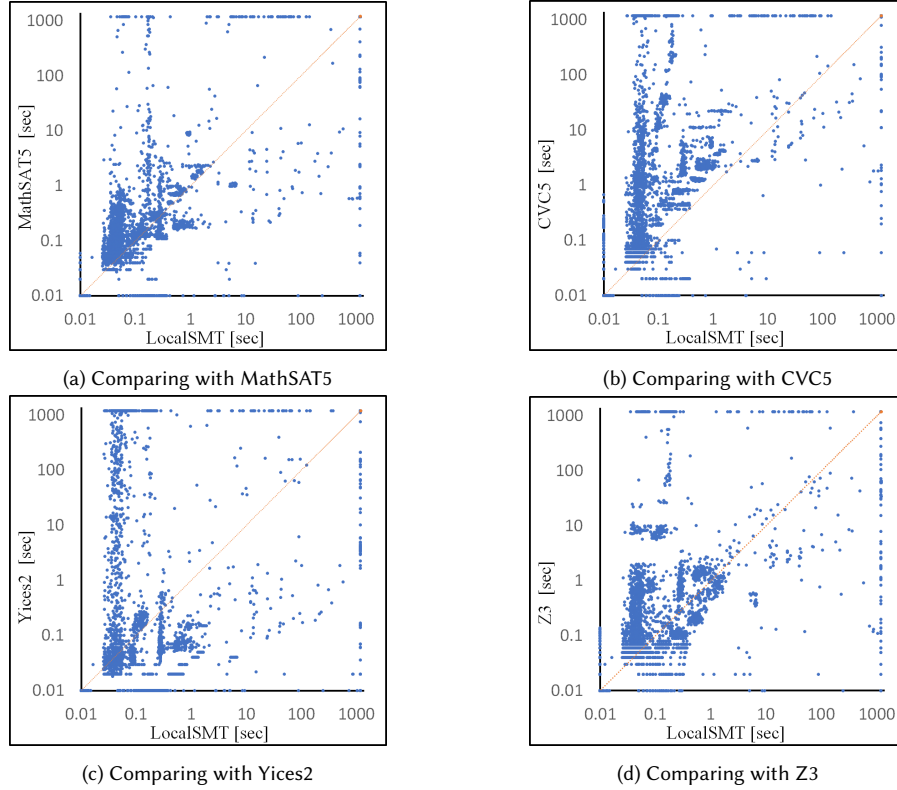 1000
100
10
1
0.1
0.01
MathSAT5 [sec]
0.01 0.1 1 10 100 1000
LocalSMT [sec]
(a) Comparing with MathSAT5
1000
100
10
1
0.1
0.01
CVC5 [sec]
0.01 0.1 1 10 100 1000
LocalSMT [sec]
(b) Comparing with CVC5
1000
100
10
1
0.1
0.01
Yices2 [sec]
0.01 0.1 1 10 100 1000
LocalSMT [sec]
(c) Comparing with Yices2
1000
100
10
1
0.1
0.01
Z3 [sec]
0.01 0.1 1 10 100 1000
LocalSMT [sec]
(d) Comparing with Z3